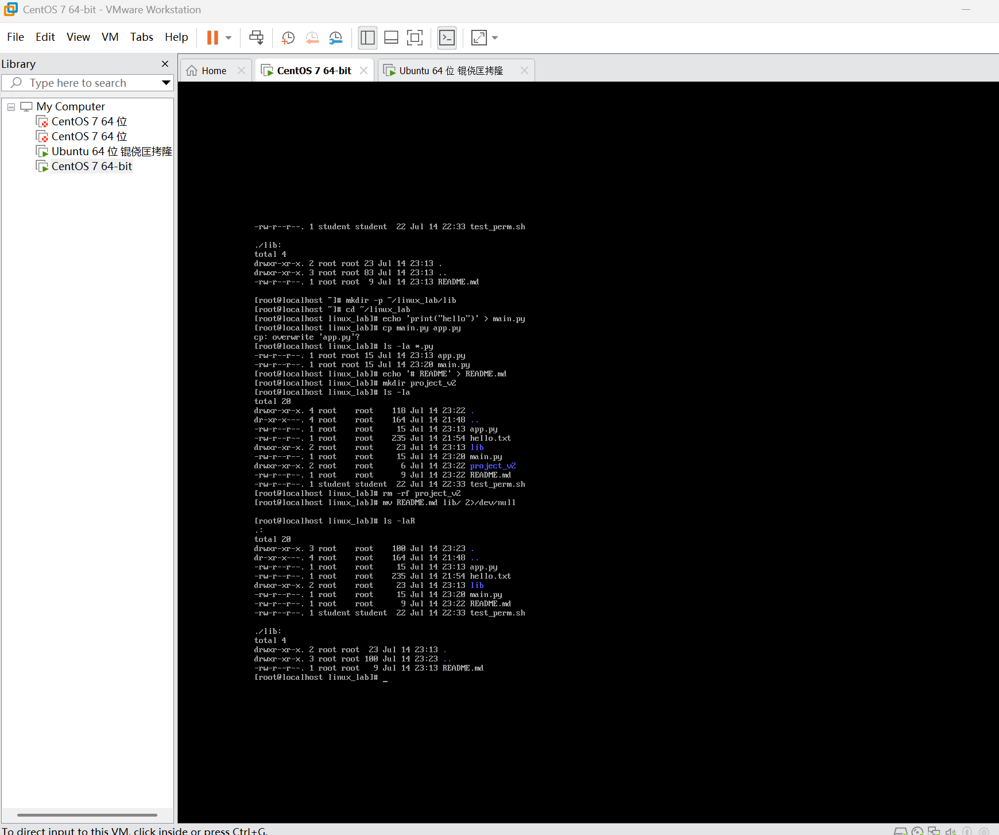 CentOS 7 64-bit - VMware Workstation
File Edit View VM Tabs Help
Library
Home
CentOS 7 64-bit
Ubuntu 64 位 锟侥匡拷隆
Type here to search
My Computer
CentOS 7 64 位
CentOS 7 64 位
Ubuntu 64 位 锟侥匡拷隆
CentOS 7 64-bit
-rw-r--r--. 1 student student  22 Jul 14 22:33 test_perm.sh
./lib:
total 4
drwxr-xr-x. 2 root root 23 Jul 14 23:13 .
drwxr-xr-x. 3 root root 83 Jul 14 23:13 ..
-rw-r--r--. 1 root root  9 Jul 14 23:13 README.md
[root@localhost ~]# mkdir -p ~/linux_lab/lib
[root@localhost ~]# cd ~/linux_lab
[root@localhost linux_lab]# echo 'print("hello")' > main.py
[root@localhost linux_lab]# cp main.py app.py
cp: overwrite 'app.py'?
[root@localhost linux_lab]# ls -la *.py
-rw-r--r--. 1 root root 15 Jul 14 23:13 app.py
-rw-r--r--. 1 root root 15 Jul 14 23:20 main.py
[root@localhost linux_lab]# echo '# README' > README.md
[root@localhost linux_lab]# mkdir project_v2
[root@localhost linux_lab]# ls -la
total 20
drwxr-xr-x. 4 root    root    118 Jul 14 23:22 .
dr-xr-x---. 4 root    root    164 Jul 14 21:48 ..
-rw-r--r--. 1 root    root     15 Jul 14 23:13 app.py
-rw-r--r--. 1 root    root    235 Jul 14 21:54 hello.txt
drwxr-xr-x. 2 root    root     23 Jul 14 23:13 lib
-rw-r--r--. 1 root    root     15 Jul 14 23:20 main.py
drwxr-xr-x. 2 root    root      6 Jul 14 23:22 project_v2
-rw-r--r--. 1 root    root      9 Jul 14 23:22 README.md
-rw-r--r--. 1 student student  22 Jul 14 22:33 test_perm.sh
[root@localhost linux_lab]# rm -rf project_v2
[root@localhost linux_lab]# mv README.md lib/ 2>/dev/null
[root@localhost linux_lab]# ls -laR
.:
total 20
drwxr-xr-x. 3 root    root    100 Jul 14 23:23 .
dr-xr-x---. 4 root    root    164 Jul 14 21:48 ..
-rw-r--r--. 1 root    root     15 Jul 14 23:13 app.py
-rw-r--r--. 1 root    root    235 Jul 14 21:54 hello.txt
drwxr-xr-x. 2 root    root     23 Jul 14 23:13 lib
-rw-r--r--. 1 root    root     15 Jul 14 23:20 main.py
-rw-r--r--. 1 root    root      9 Jul 14 23:22 README.md
-rw-r--r--. 1 student student  22 Jul 14 22:33 test_perm.sh
./lib:
total 4
drwxr-xr-x. 2 root root  23 Jul 14 23:13 .
drwxr-xr-x. 3 root root 100 Jul 14 23:23 ..
-rw-r--r--. 1 root root   9 Jul 14 23:13 README.md
[root@localhost linux_lab]# _
To direct input to this VM, click inside or press Ctrl+G.